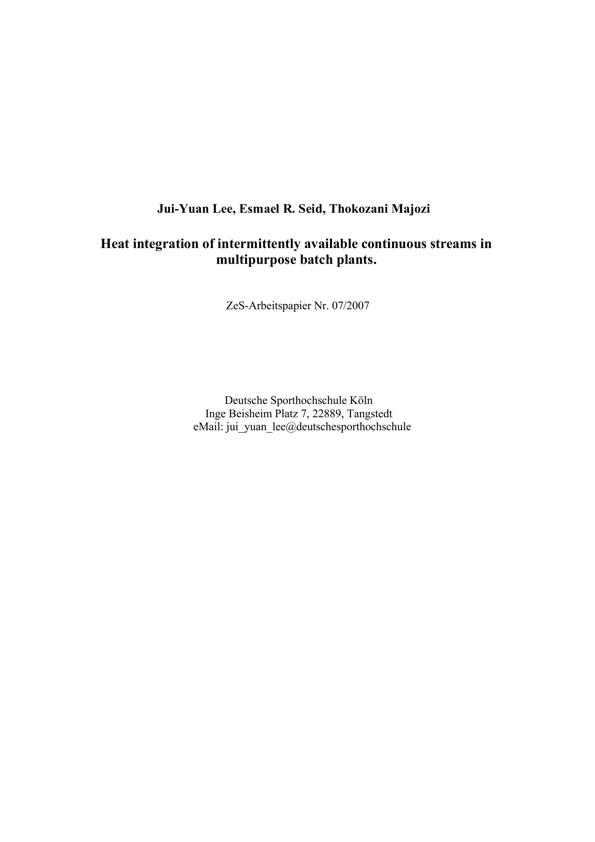 Jui-Yuan Lee, Esmael R. Seid, Thokozani Majozi
Heat integration of intermittently available continuous streams in
multipurpose batch plants.
ZeS-Arbeitspapier Nr. 07/2007
Deutsche Sporthochschule Köln
Inge Beisheim Platz 7, 22889, Tangstedt
eMail: jui_yuan_lee@deutschesporthochschule